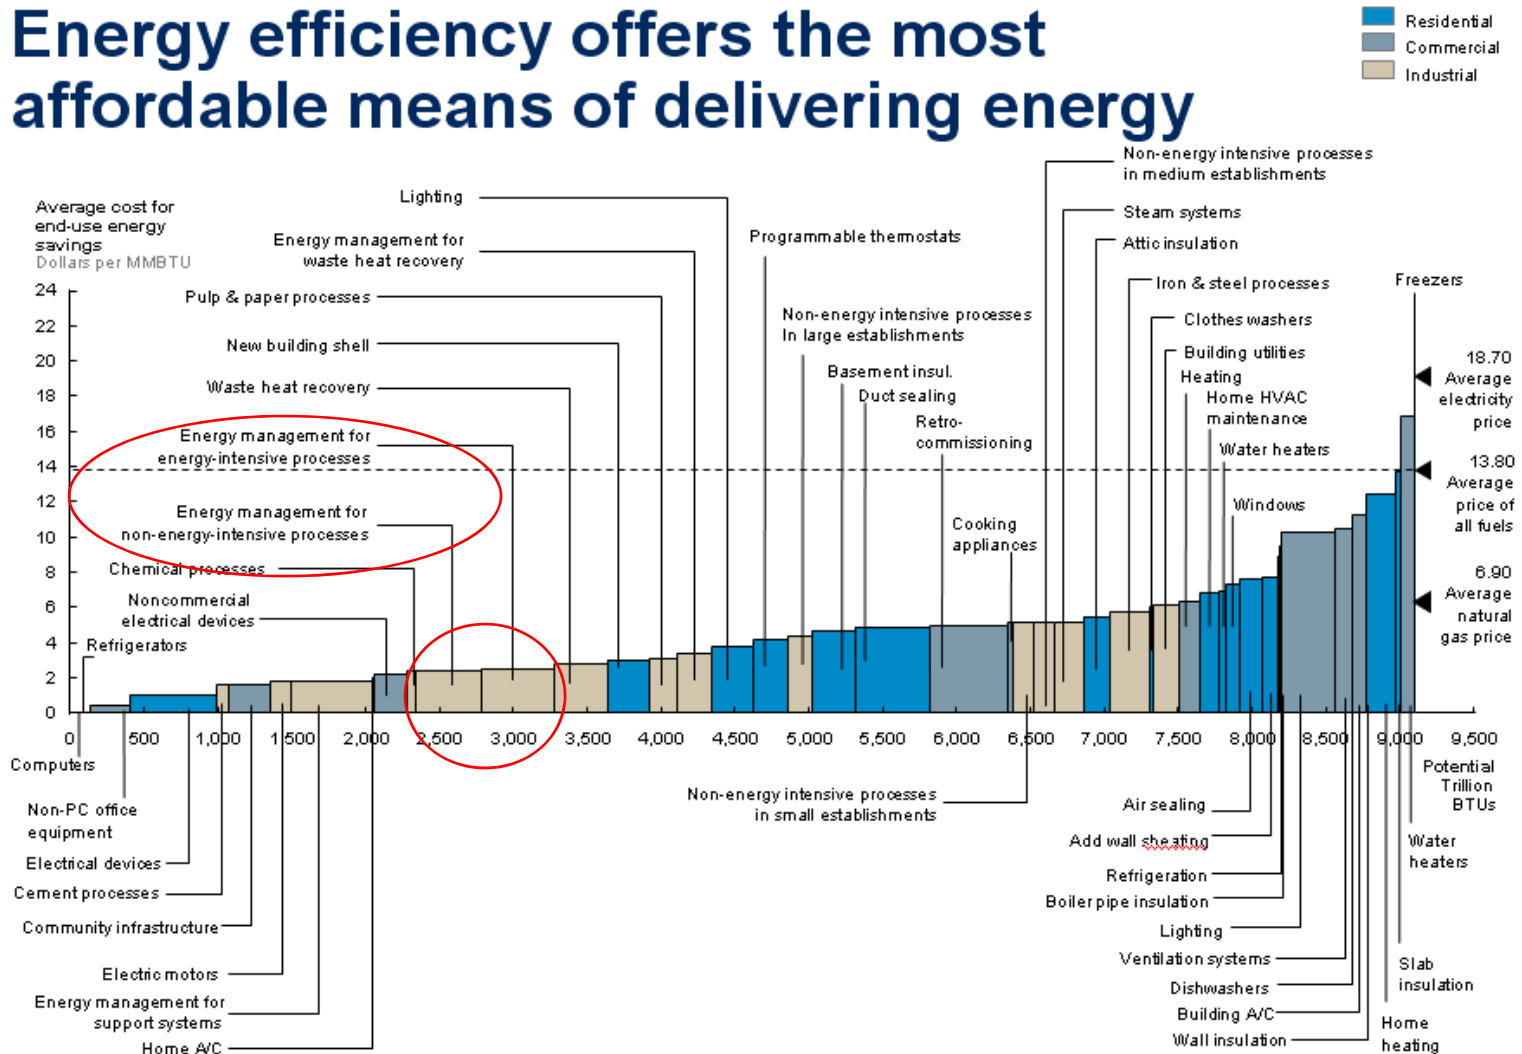 Energy efficiency offers the most
affordable means of delivering energy
Residential
Commercial
Industrial
Average cost for
end-use energy
savings
Dollars per MMBTU
24
22
20
18
16
14
12
10
8
6
4
2
0
Lighting
Energy management for
waste heat recovery
Pulp & paper processes
New building shell
Waste heat recovery
Energy management for
energy-intensive processes
Energy management for
non-energy-intensive processes
Chemical processes
Noncommercial
electrical devices
Refrigerators
Programmable thermostats
Non-energy intensive processes
In large establishments
Basement insul.
Duct sealing
Retro-
commissioning
Cooking
appliances
Non-energy intensive processes
in medium establishments
Steam systems
Attic insulation
Iron & steel processes
Clothes washers
Building utilities
Heating
Home HVAC
maintenance
Water heaters
Windows
Freezers
18.70
Average
electricity
price
13.80
Average
price of
all fuels
6.90
Average
natural
gas price
0 500 1,000 1,500 2,000 2,500 3,000 3,500 4,000 4,500 5,000 5,500 6,000 6,500 7,000 7,500 8,000 8,500 9,000 9,500
Potential
Trillion
BTUs
Computers
Non-PC office
equipment
Electrical devices
Cement processes
Community infrastructure
Electric motors
Energy management for
support systems
Home A/C
Non-energy intensive processes
in small establishments
Air sealing
Add wall sheating
Refrigeration
Boiler pipe insulation
Lighting
Ventilation systems
Dishwashers
Building A/C
Wall insulation
Water
heaters
Slab
insulation
Home
heating